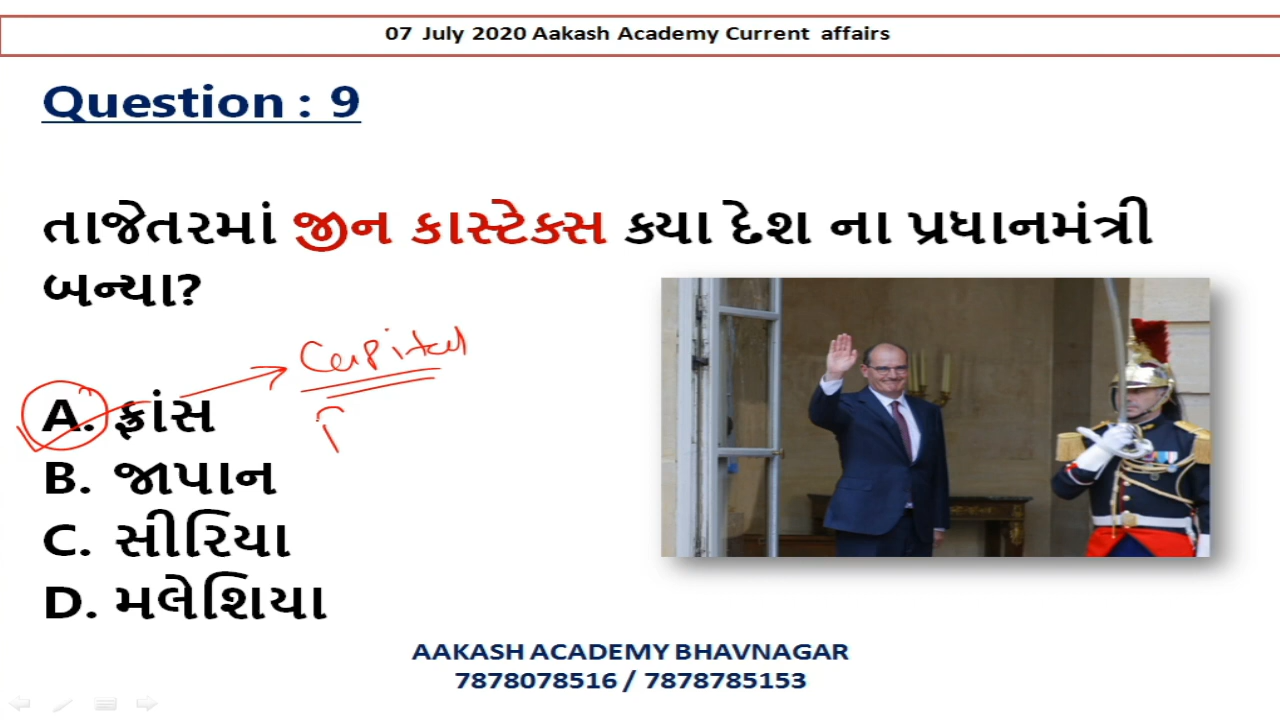 07 July 2020 Aakash Academy Current affairs
Question : 9
તાજેતરમાં જીન કાસ્ટેક્સ ક્યા દેશ ના પ્રધાનમંત્રી
બન્યા?
Capital
A. ફ્રાંસ
B. જાપાન
C. સીરિયા
D. મલેશિયા
AAKASH ACADEMY BHAVNAGAR
7878078516 / 7878785153